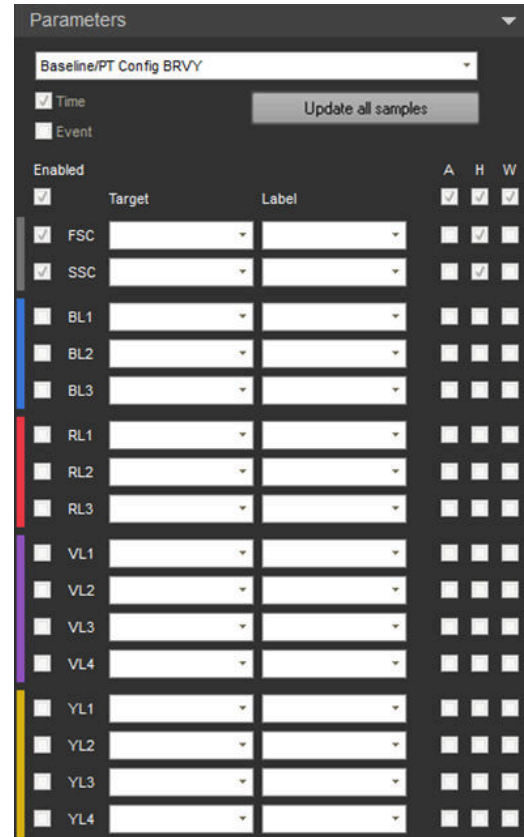 Parameters
Baseline/PT Config BRVY
Time
Update all samples
Event
Enabled
A H W
Target Label
FSC
SSC
BL1
BL2
BL3
RL1
RL2
RL3
VL1
VL2
VL3
VL4
YL1
YL2
YL3
YL4